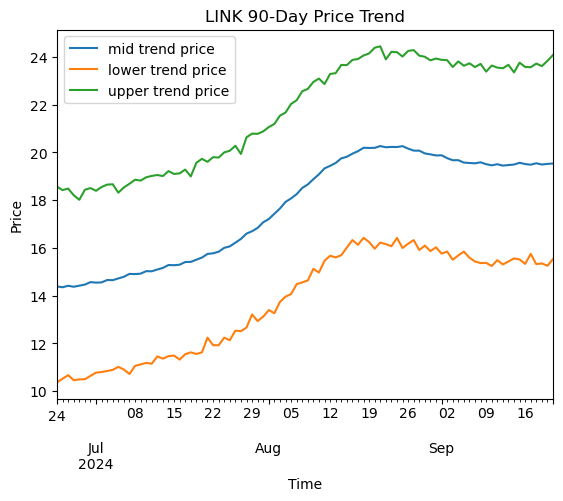 LINK 90-Day Price Trend
mid trend price
lower trend price
upper trend price
Price
24
22
20
18
16
14
12
10
24 08 15 22 29 05 12 19 26 02 09 16
Jul Aug Sep
2024
Time